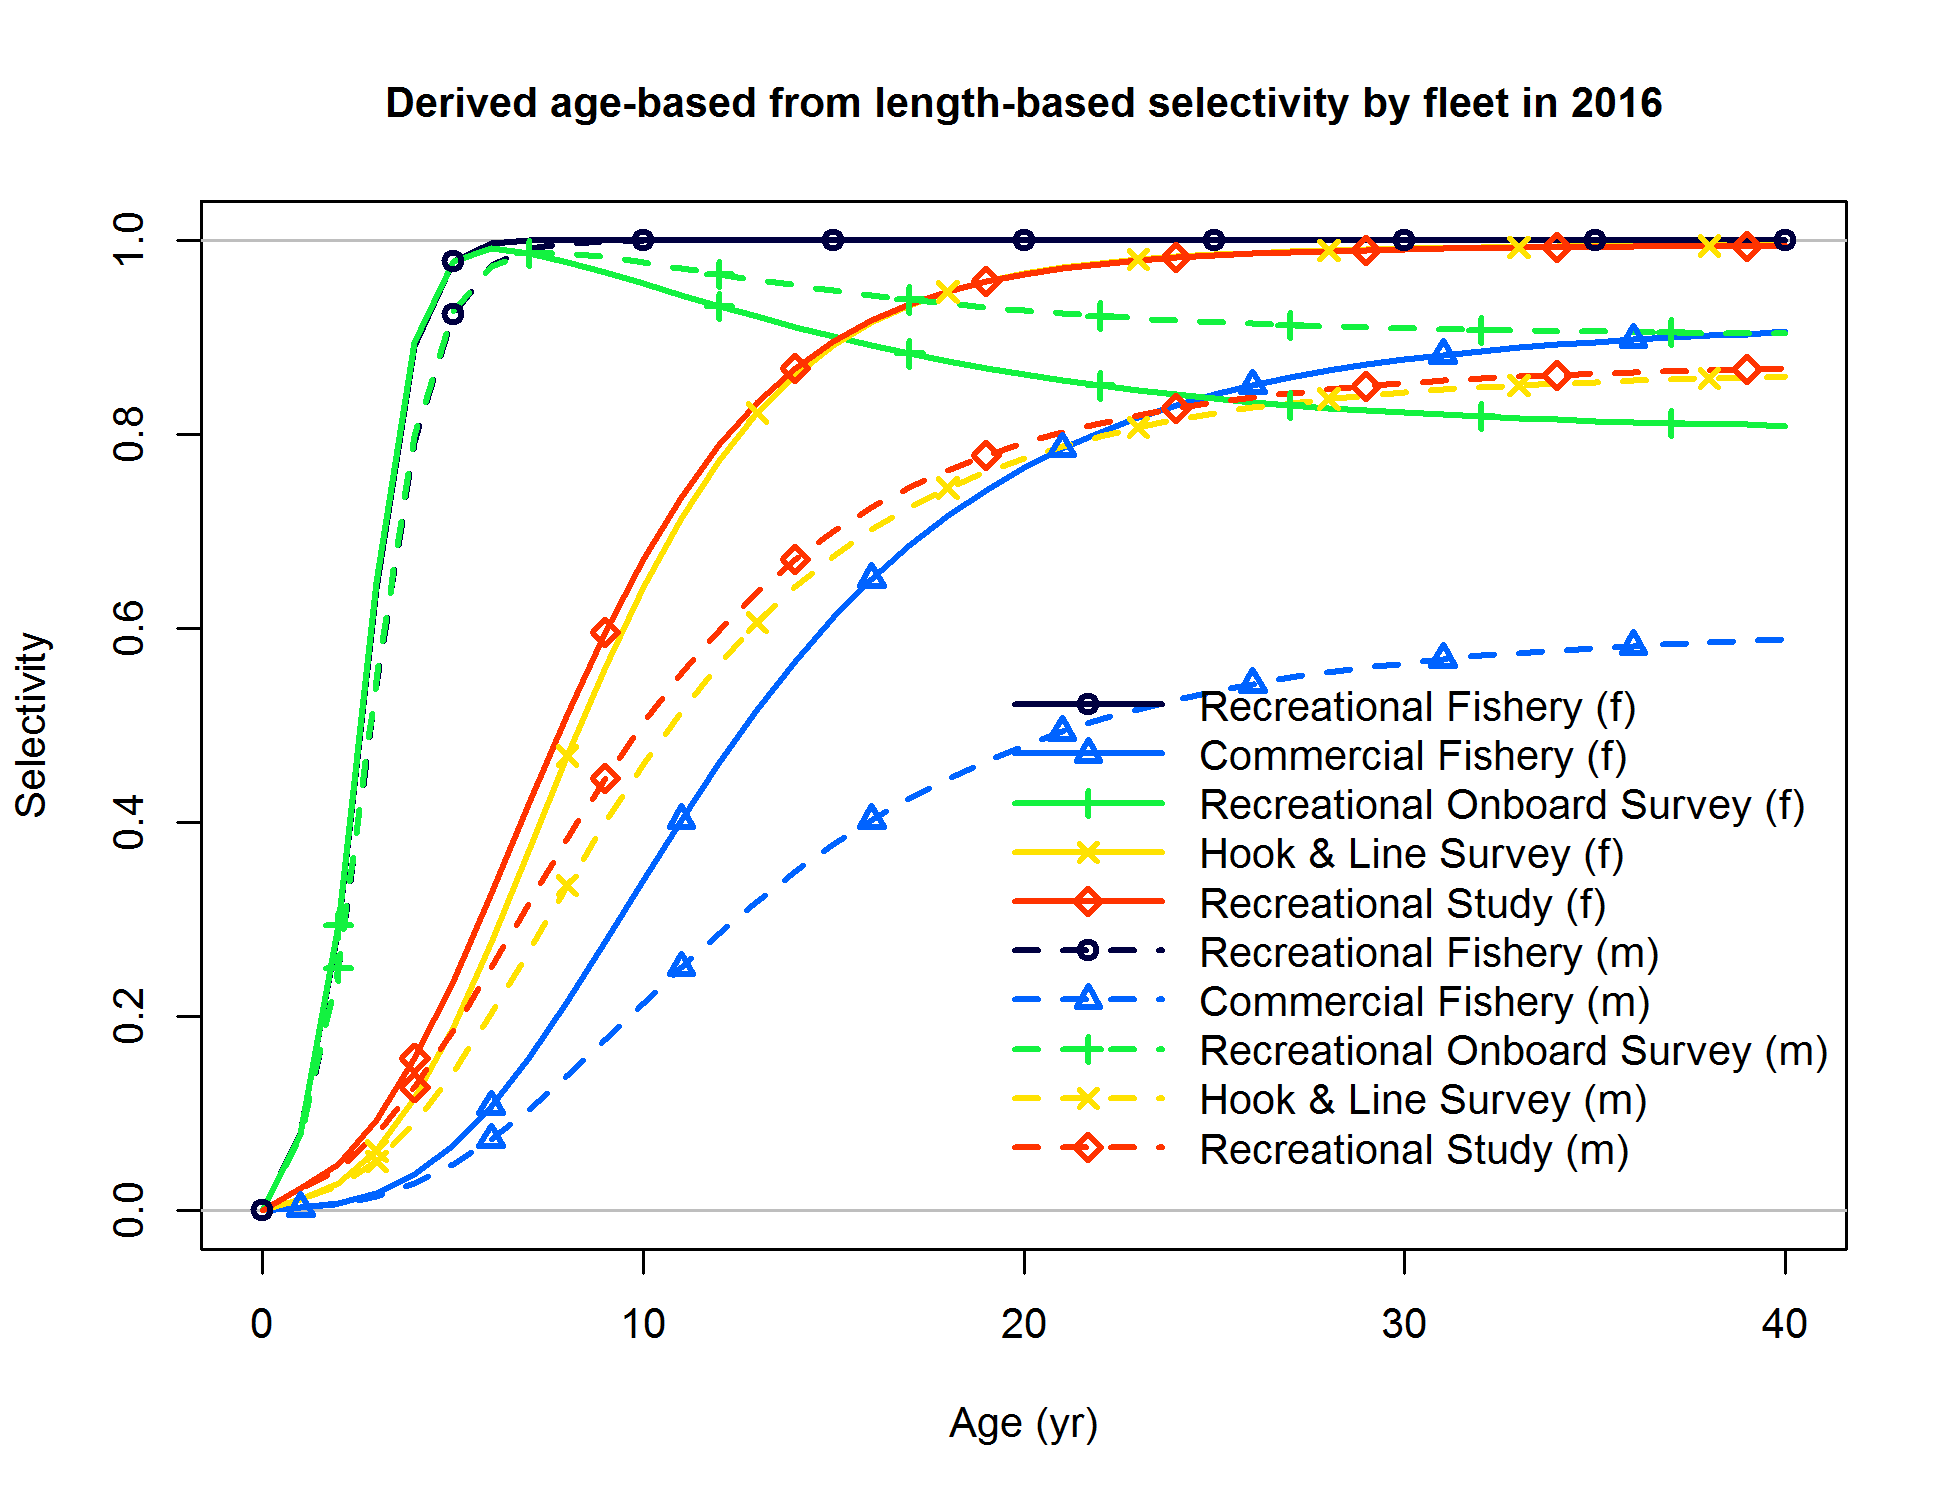 Derived age-based from length-based selectivity by fleet in 2016
Selectivity
1.0
0.8
0.6
0.4
0.2
0.0
Recreational Fishery (f)
Commercial Fishery (f)
Recreational Onboard Survey (f)
Hook & Line Survey (f)
Recreational Study (f)
Recreational Fishery (m)
Commercial Fishery (m)
Recreational Onboard Survey (m)
Hook & Line Survey (m)
Recreational Study (m)
0 10 20 30 40
Age (yr)